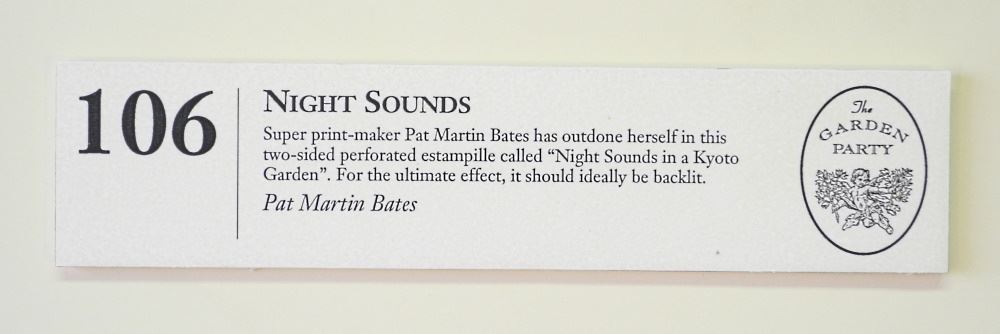 106
NIGHT SOUNDS
Super print-maker Pat Martin Bates has outdone herself in this
two-sided perforated estampille called “Night Sounds in a Kyoto
Garden”. For the ultimate effect, it should ideally be backlit.
Pat Martin Bates
The
GARDEN
PARTY